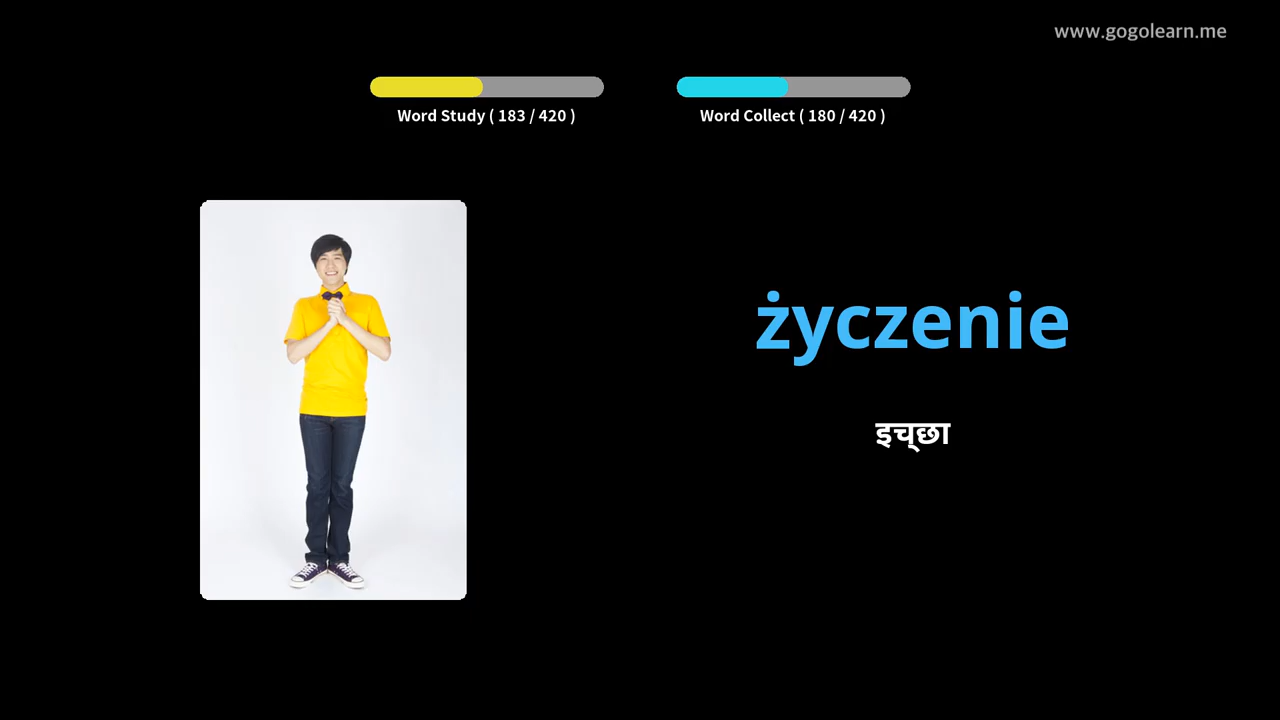 www.gogolearn.me
Word Study ( 183 / 420 )
Word Collect ( 180 / 420 )
życzenie
इच्छा